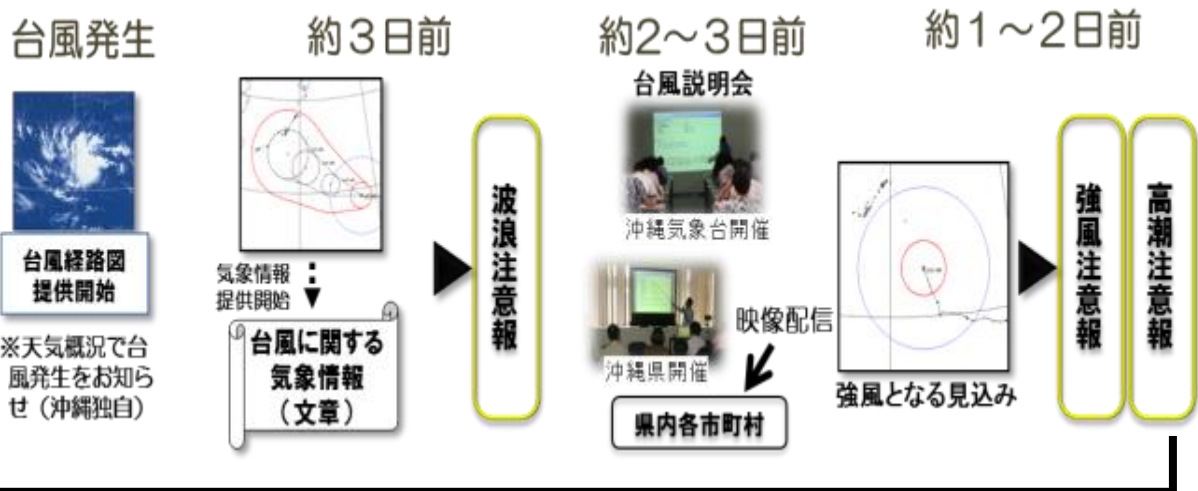 台風発生
台風経路図
提供開始
※天気概況で台
風発生をお知ら
せ（沖縄独自）
約３日前
気象情報
提供開始
台風に関する
気象情報
（文章）
波浪注意報
約2～3日前
台風説明会
沖縄気象台開催
沖縄県開催
映像配信
県内各市町村
約１～２日前
強風となる見込み
強風注意報
高潮注意報